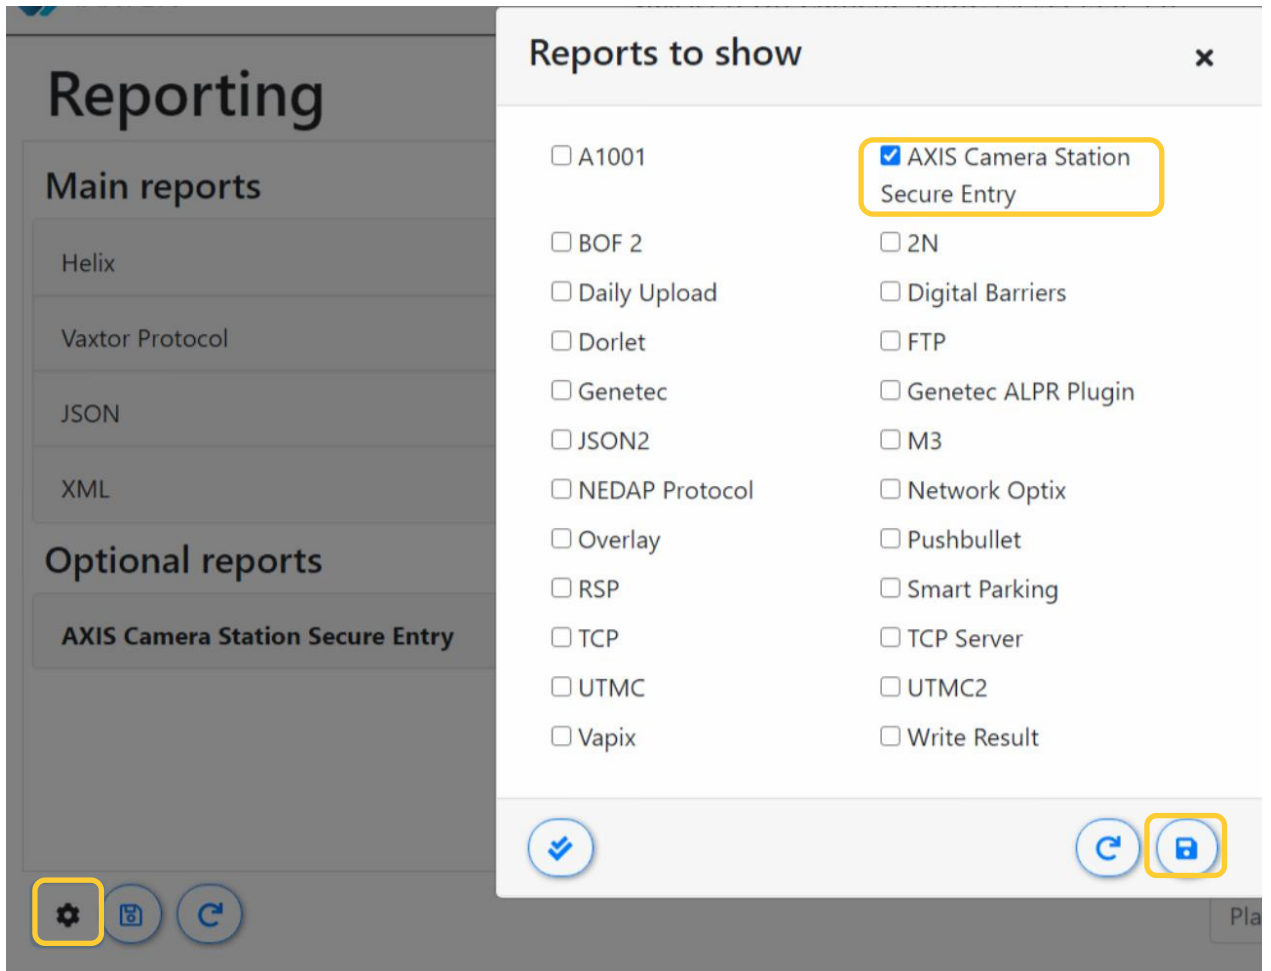 Reporting
Main reports
Helix
Vaxtor Protocol
JSON
XML
Optional reports
AXIS Camera Station Secure Entry
Reports to show
A1001
AXIS Camera Station
Secure Entry
BOF 2
2N
Daily Upload
Digital Barriers
Dorlet
FTP
Genetec
Genetec ALPR Plugin
JSON2
M3
NEDAP Protocol
Network Optix
Overlay
Pushbullet
RSP
Smart Parking
TCP
TCP Server
UTMC
UTMC2
Vapix
Write Result
Pla